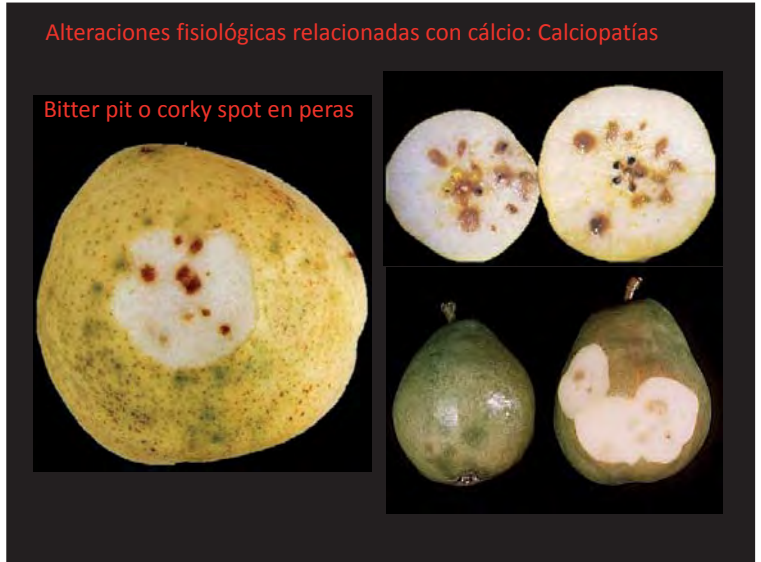 Alteraciones fisiológicas relacionadas con cálcio: Calciopatías
Bitter pit o corky spot en peras